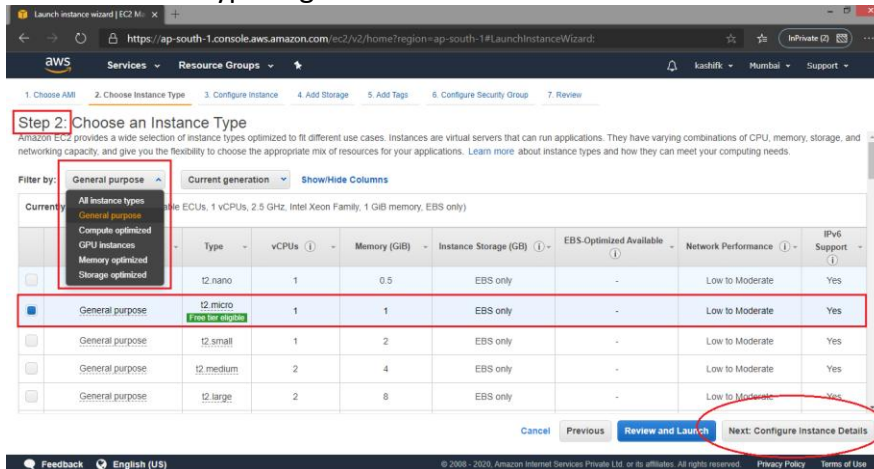 Launch instance wizard | EC2 M
https://ap-south-1.console.aws.amazon.com/ec2/v2/home?region=ap-south-1#LaunchInstanceWizard:
InPrivate (2)
aws Services Resource Groups kashifk Mumbai Support
1. Choose AMI 2. Choose Instance Type 3. Configure Instance 4. Add Storage 5. Add Tags 6. Configure Security Group 7. Review
Step 2: Choose an Instance Type
Amazon EC2 provides a wide selection of instance types optimized to fit different use cases. Instances are virtual servers that can run applications. They have varying combinations of CPU, memory, storage, and
networking capacity, and give you the flexibility to choose the appropriate mix of resources for your applications. Learn more about instance types and how they can meet your computing needs.
Filter by: General purpose Current generation Show/Hide Columns
All instance types
General purpose
Compute optimized
GPU instances
Memory optimized
Storage optimized
Currently ble ECUs, 1 vCPUs, 2.5 GHz, Intel Xeon Family, 1 GiB memory, EBS only)
Type vCPUs Memory (GiB) Instance Storage (GB) EBS-Optimized Available Network Performance IPv6 Support
t2.nano 1 0.5 EBS only - Low to Moderate Yes
General purpose t2.micro 1 1 EBS only - Low to Moderate Yes
Free tier eligible
General purpose t2.small 1 2 EBS only - Low to Moderate Yes
General purpose t2.medium 2 4 EBS only - Low to Moderate Yes
General purpose t2.large 2 8 EBS only - Low to Moderate Yes
Cancel Previous Review and Launch Next: Configure Instance Details
Feedback English (US) © 2008 - 2020, Amazon Internet Services Private Ltd. or its affiliates. All rights reserved. Privacy Policy Terms of Use